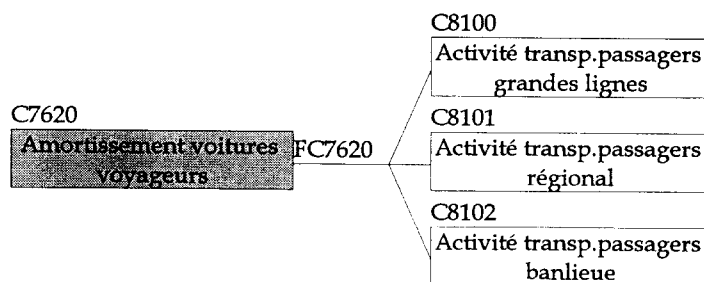 C8100
Activité transp.passagers
grandes lignes
C7620
Amortissement voitures
voyageurs
FC7620
C8101
Activité transp.passagers
régional
C8102
Activité transp.passagers
banlieue